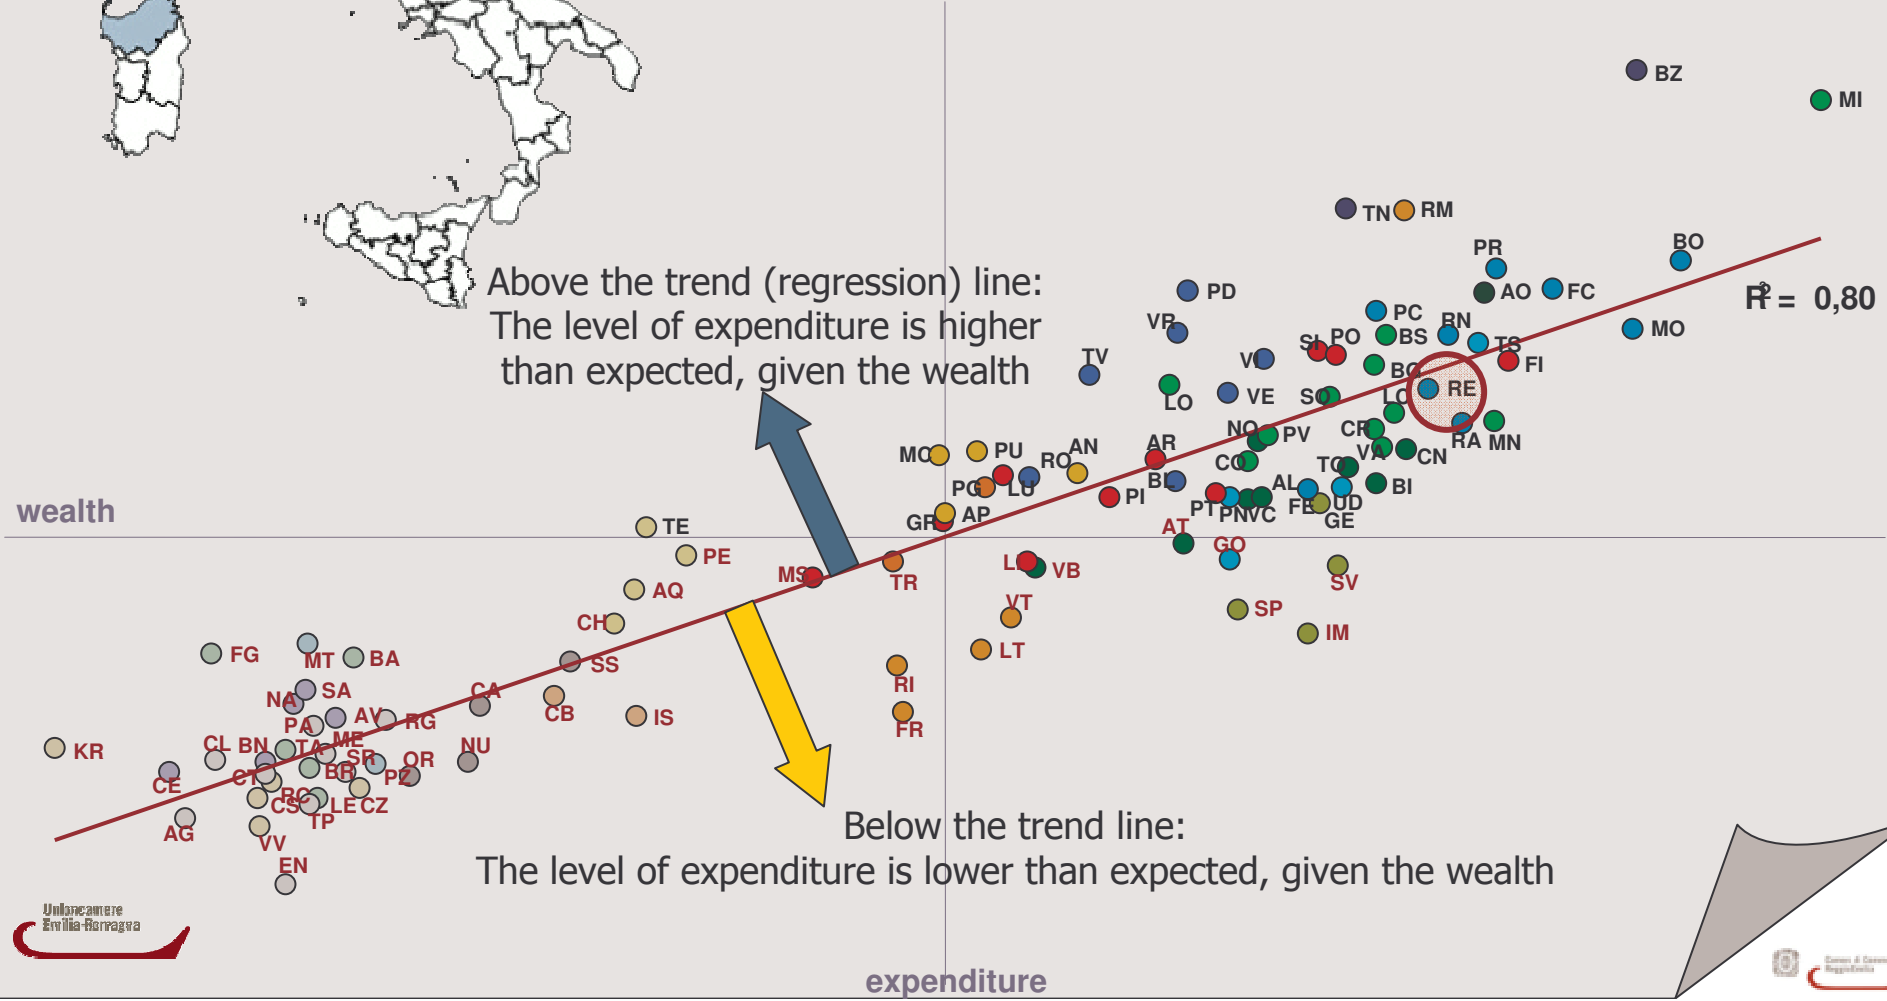 BZ
MI
TN
RM
PR
BO
PD
AO
FC
R² = 0,80
Above the trend (regression) line:
The level of expenditure is higher
than expected, given the wealth
PC
VR
BS
RN
MO
SI
PO
TS
TV
VI
BG
FI
RE
LO
VE
SO
LC
NO
PV
CR
RA
MN
MC
PU
RO
AN
AR
CO
TO
VA
CN
PG
LU
BL
AL
BI
PI
wealth
GR
AP
PT
PN
VC
FE
UD
GE
TE
AT
GO
PE
MS
TR
LI
VB
SV
AQ
VT
SP
CH
IM
FG
MT
BA
SS
LT
RI
NA
SA
CA
CB
IS
FR
PA
AV
RG
KR
CL
BN
TA
ME
SR
OR
NU
CE
CT
BR
PZ
RC
CS
LE
CZ
TP
AG
VV
EN
Below the trend line:
The level of expenditure is lower than expected, given the wealth
Unioncamere
Emilia-Romagna
expenditure